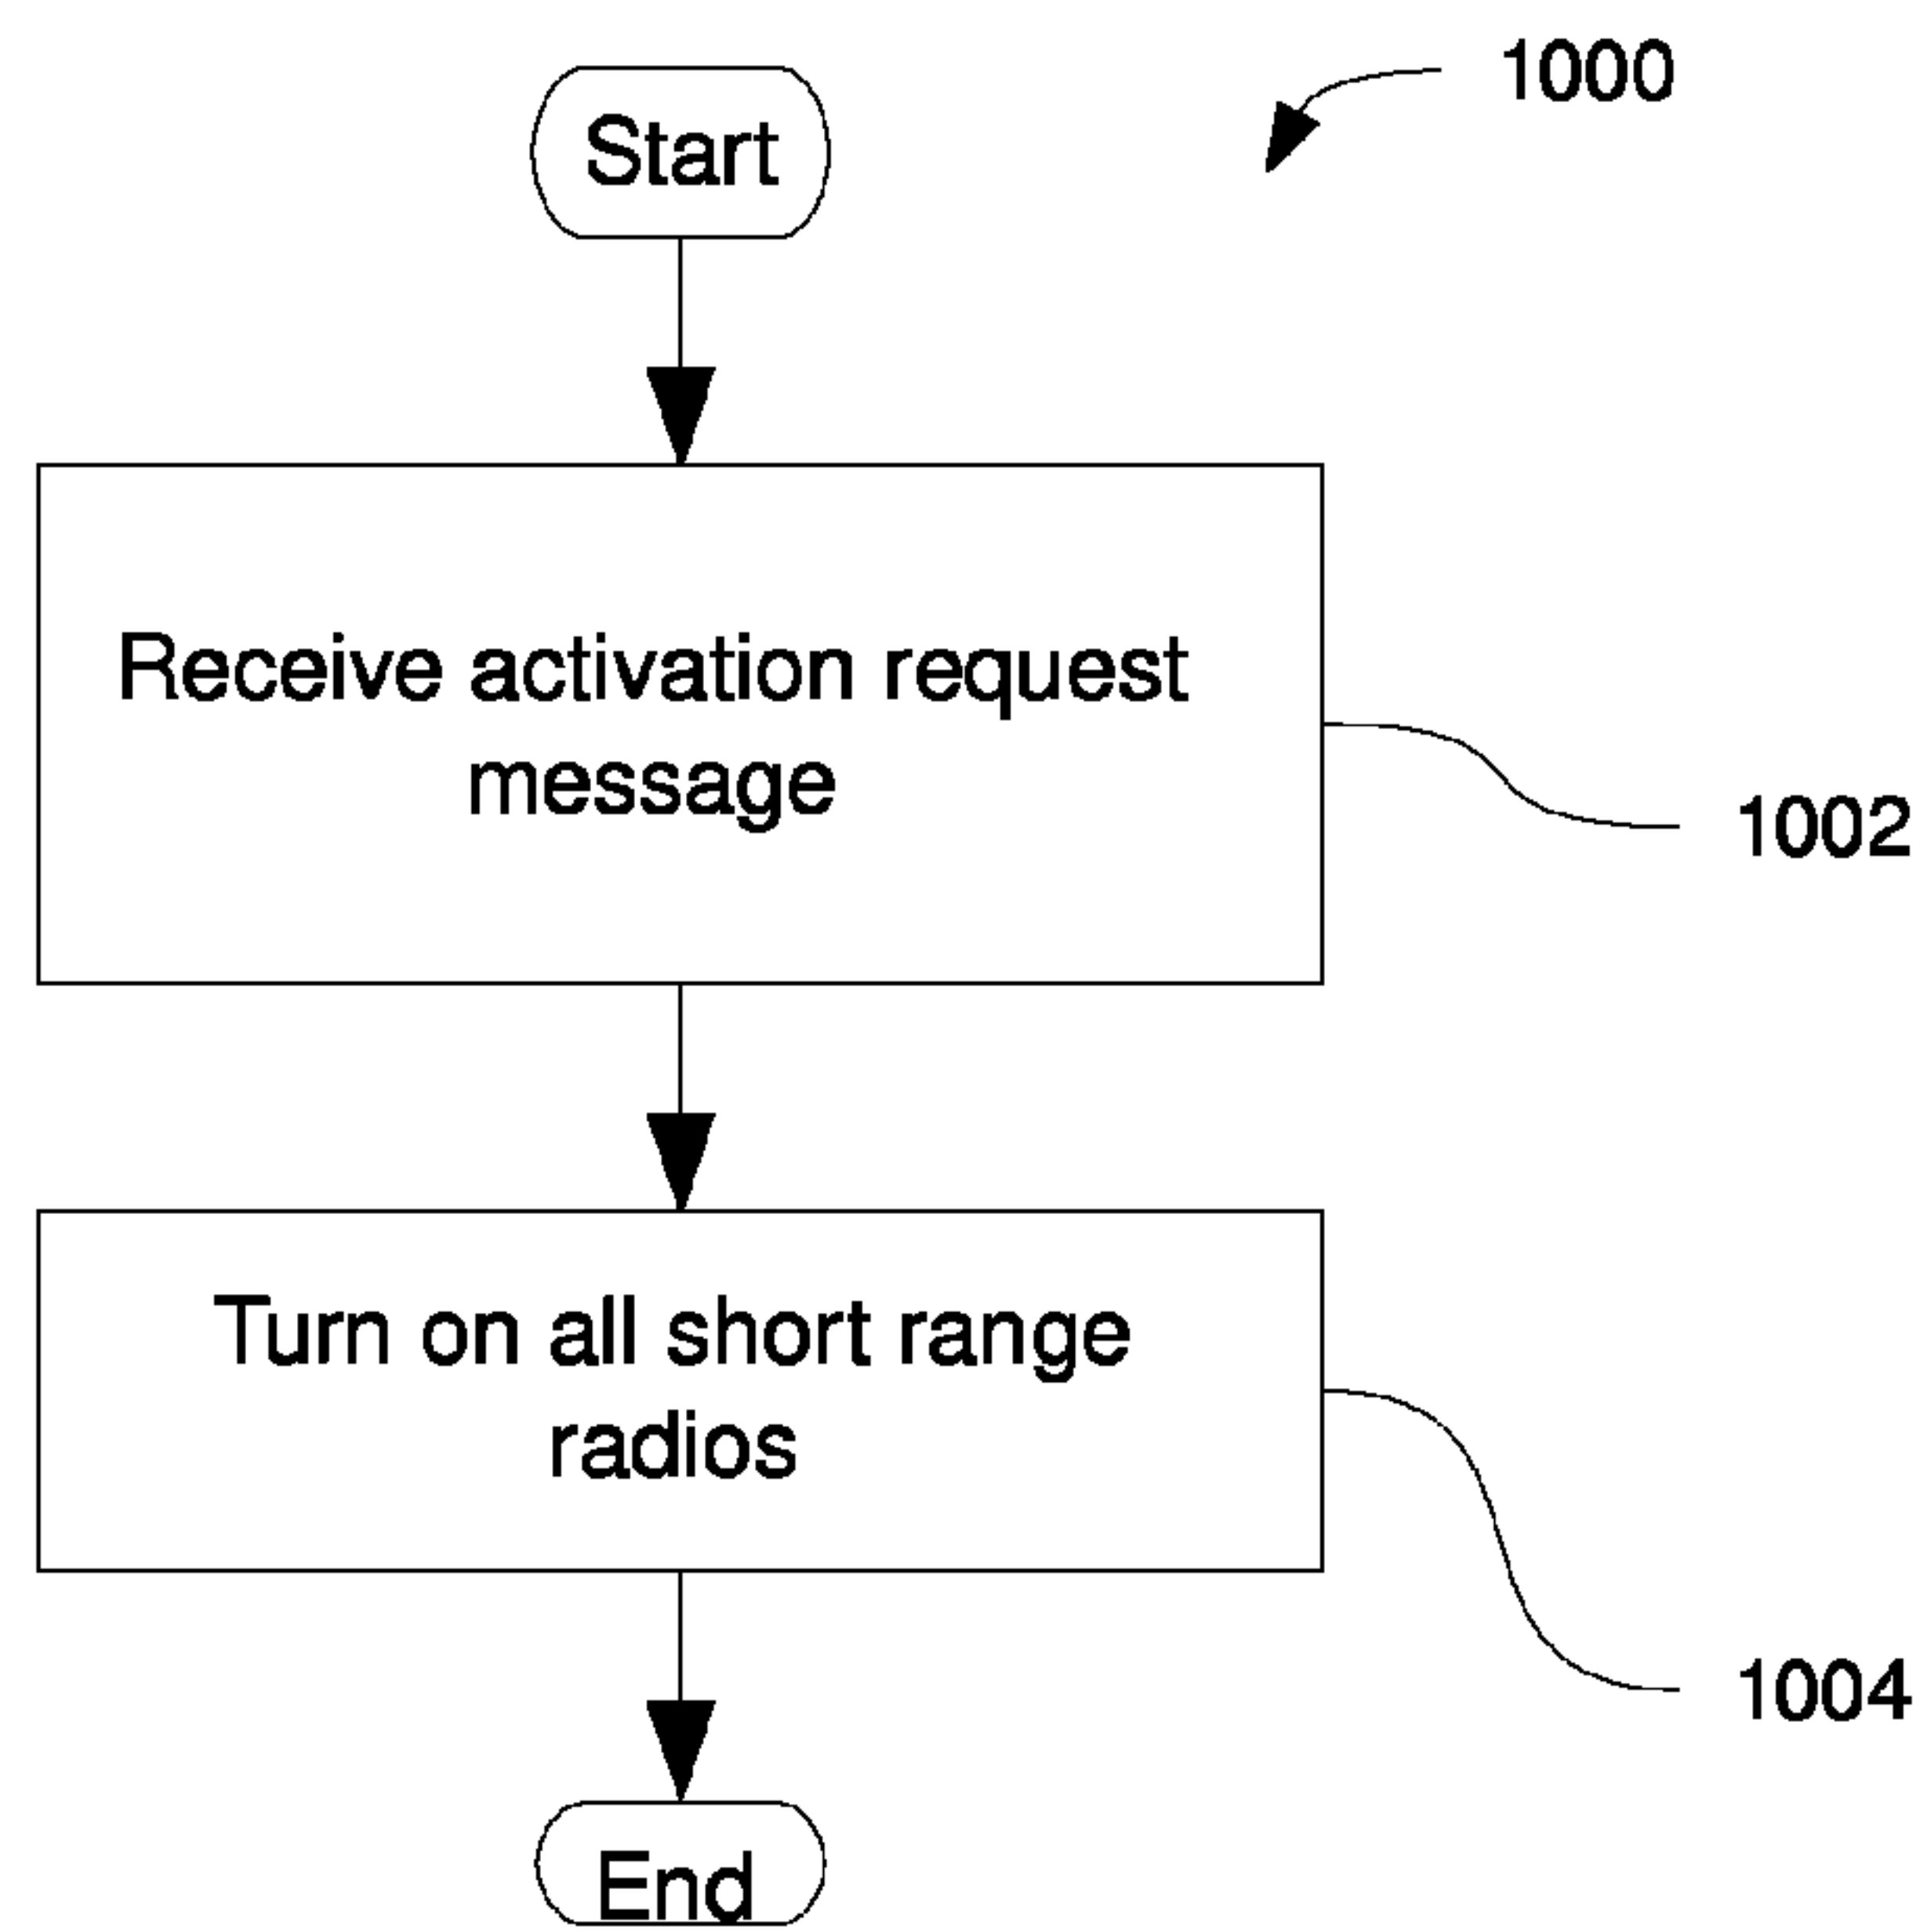 Start
1000
Receive activation request
message
1002
Turn on all short range
radios
1004
End